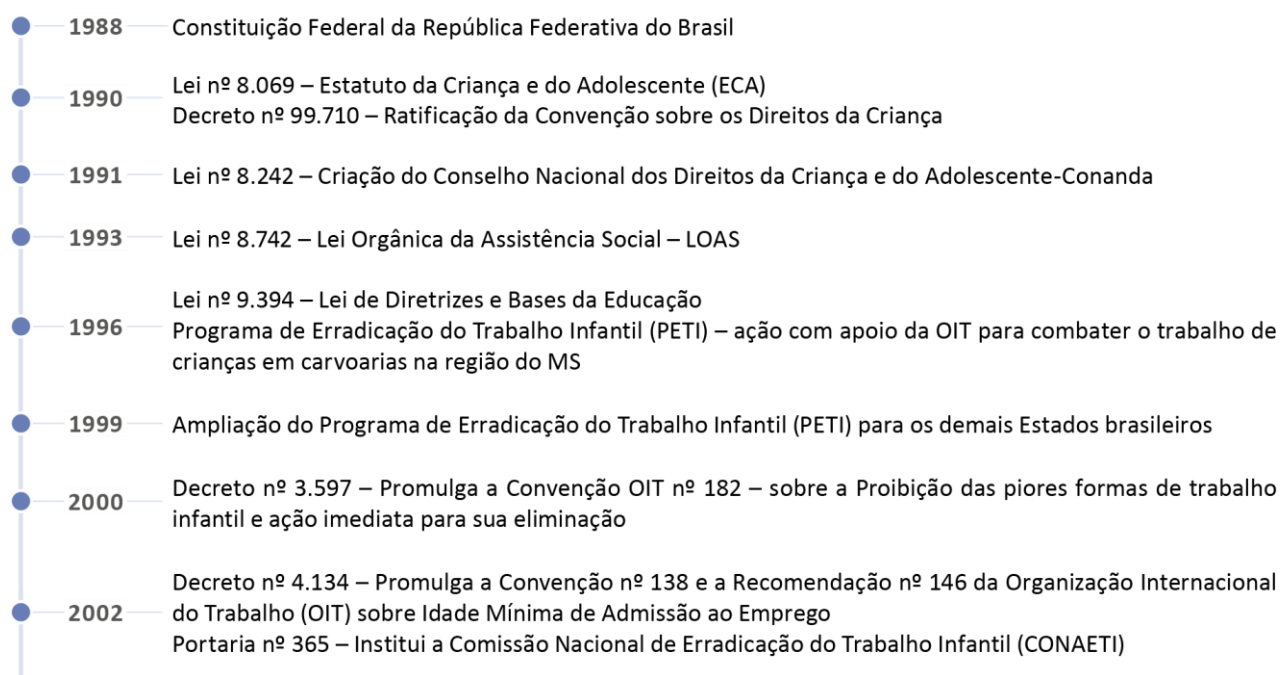 1988 Constituição Federal da República Federativa do Brasil
Lei nº 8.069 – Estatuto da Criança e do Adolescente (ECA)
1990
Decreto nº 99.710 – Ratificação da Convenção sobre os Direitos da Criança
1991 Lei nº 8.242 – Criação do Conselho Nacional dos Direitos da Criança e do Adolescente-Conanda
1993 Lei nº 8.742 – Lei Orgânica da Assistência Social – LOAS
Lei nº 9.394 – Lei de Diretrizes e Bases da Educação
1996 Programa de Erradicação do Trabalho Infantil (PETI) – ação com apoio da OIT para combater o trabalho de
crianças em carvoarias na região do MS
1999 Ampliação do Programa de Erradicação do Trabalho Infantil (PETI) para os demais Estados brasileiros
Decreto nº 3.597 – Promulga a Convenção OIT nº 182 – sobre a Proibição das piores formas de trabalho
2000
infantil e ação imediata para sua eliminação
Decreto nº 4.134 – Promulga a Convenção nº 138 e a Recomendação nº 146 da Organização Internacional
2002 do Trabalho (OIT) sobre Idade Mínima de Admissão ao Emprego
Portaria nº 365 – Institui a Comissão Nacional de Erradicação do Trabalho Infantil (CONAETI)